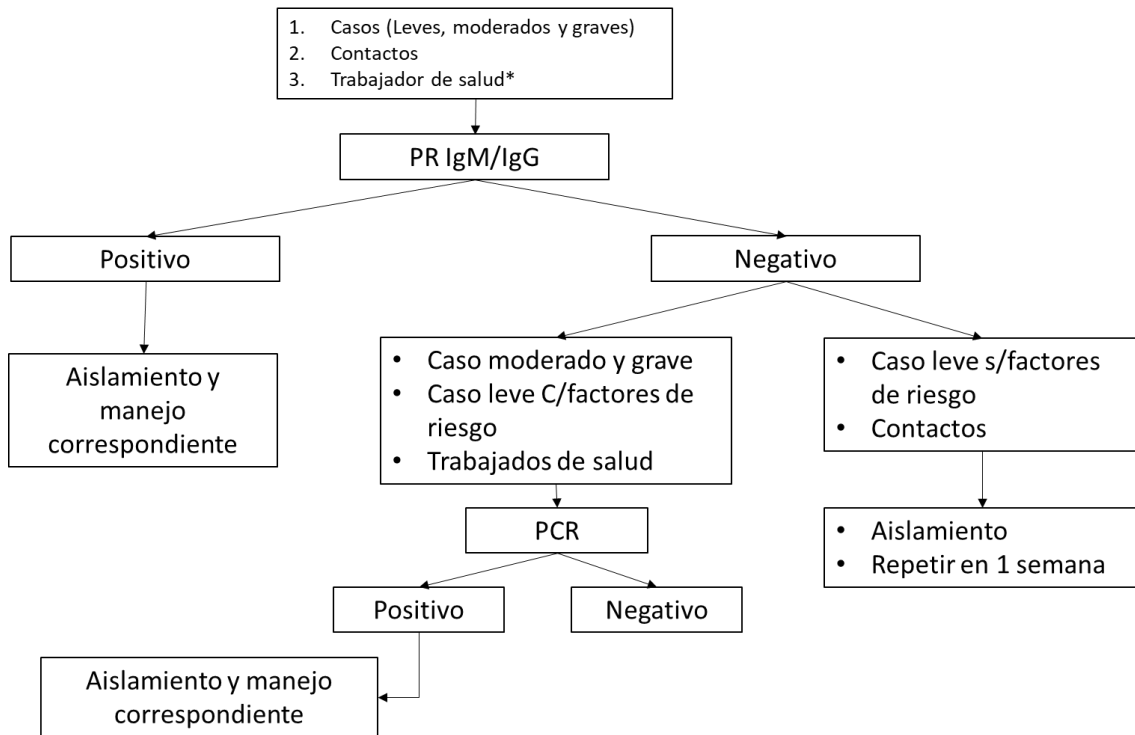 1. Casos (Leves, moderados y graves)
2. Contactos
3. Trabajador de salud*
PR IgM/IgG
Positivo
Negativo
Aislamiento y
manejo
correspondiente
• Caso moderado y grave
• Caso leve C/factores de
riesgo
• Trabajados de salud
• Caso leve s/factores
de riesgo
• Contactos
PCR
• Aislamiento
• Repetir en 1 semana
Positivo
Negativo
Aislamiento y manejo
correspondiente